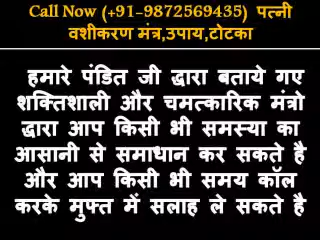 Call Now (+91-9872569435) पत्नी
वशीकरण मंत्र,उपाय,टोटका
हमारे पंडित जी द्वारा बताये गए
शक्तिशाली और चमत्कारिक मंत्रो
द्वारा आप किसी भी समस्या का
आसानी से समाधान कर सकते है
और आप किसी भी समय कॉल
करके मुफ्त में सलाह ले सकते है